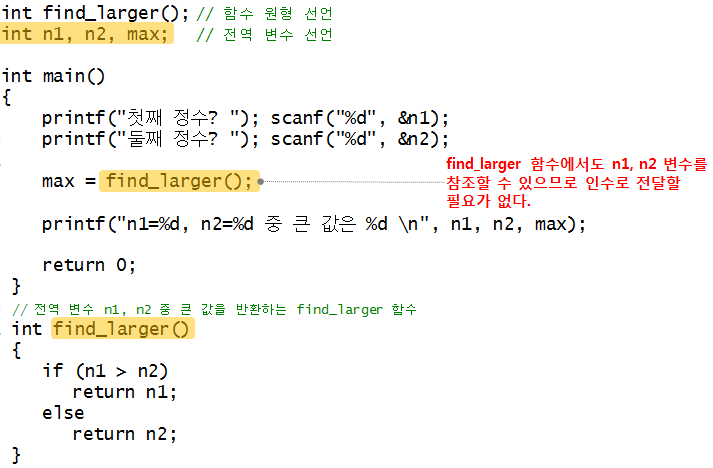 int find_larger(); // 함수 원형 선언
int n1, n2, max; // 전역 변수 선언
int main()
{
printf("첫째 정수? "); scanf("%d", &n1);
printf("둘째 정수? "); scanf("%d", &n2);
max = find_larger();
find_larger 함수에서도 n1, n2 변수를
참조할 수 있으므로 인수로 전달할
필요가 없다.
printf("n1=%d, n2=%d 중 큰 값은 %d \n", n1, n2, max);
return 0;
}
// 전역 변수 n1, n2 중 큰 값을 반환하는 find_larger 함수
int find_larger()
{
if (n1 > n2)
return n1;
else
return n2;
}